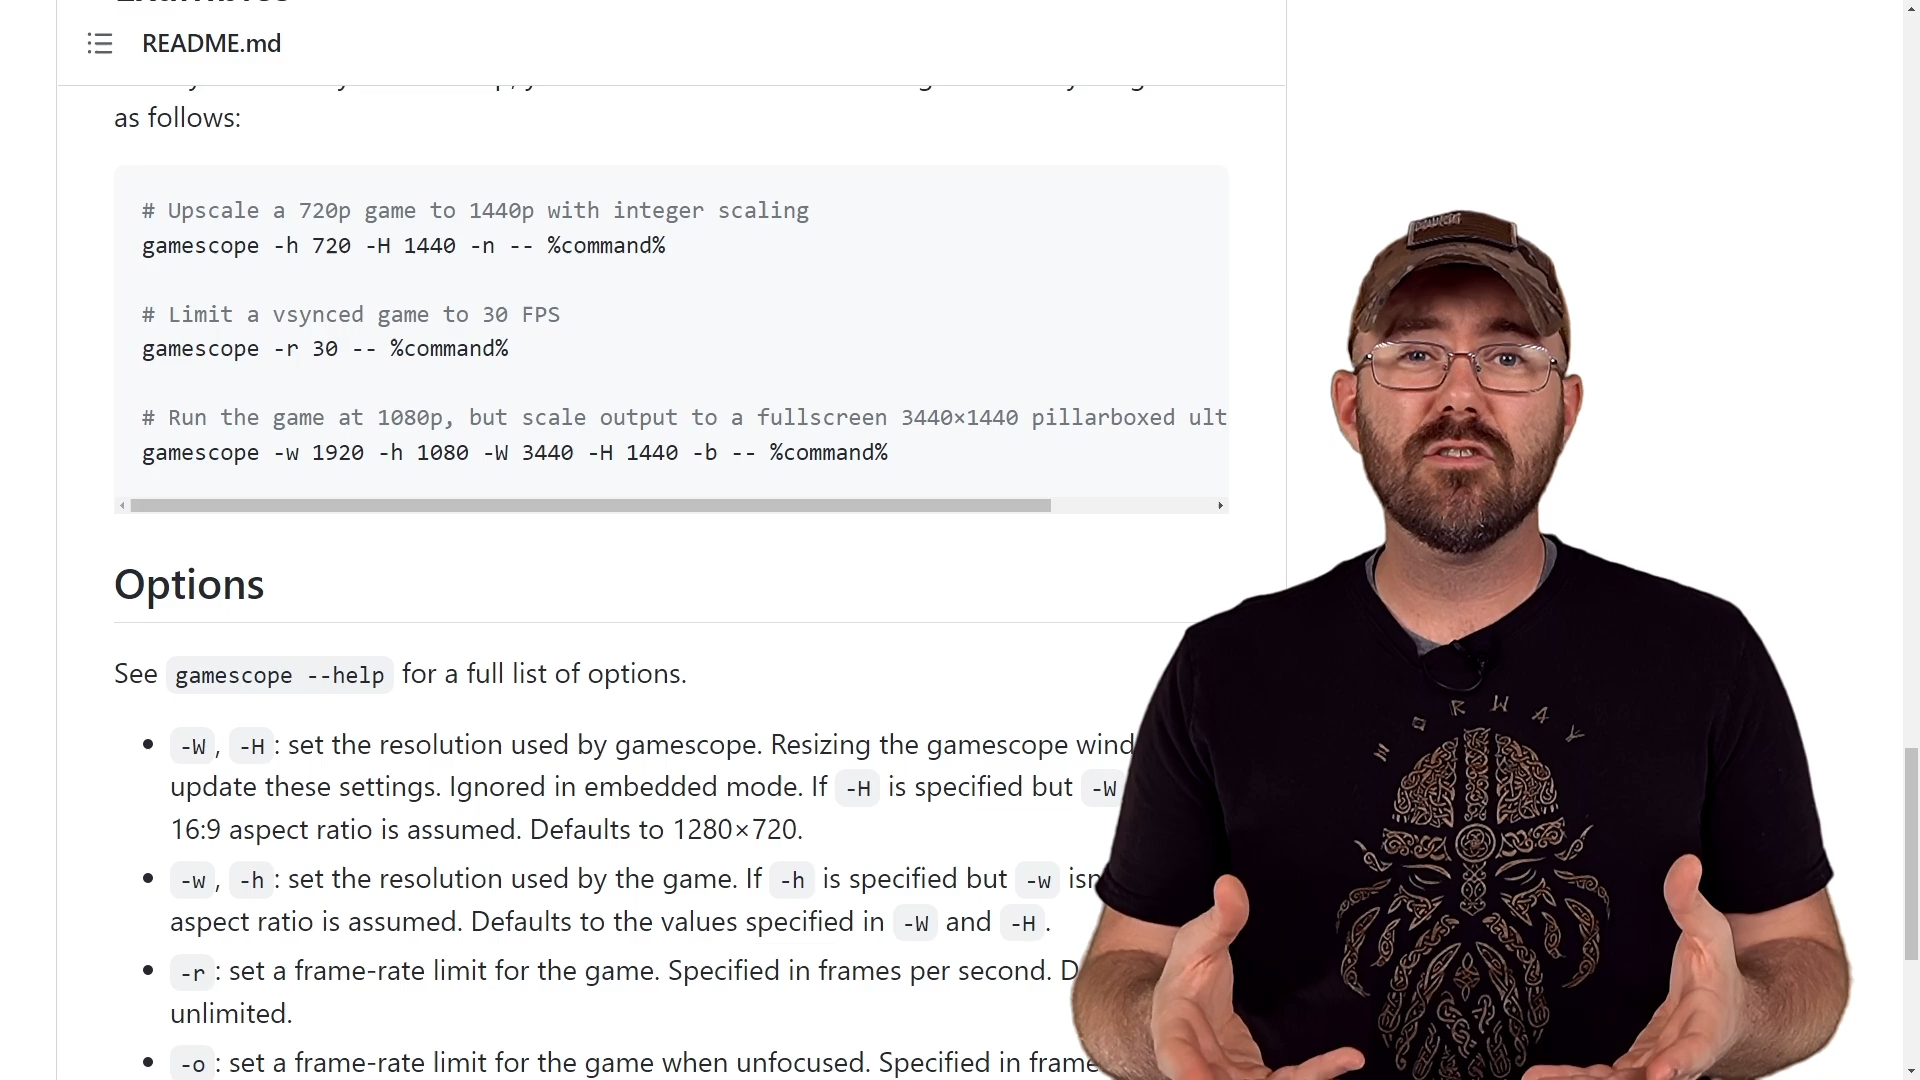 README.md
as follows:
# Upscale a 720p game to 1440p with integer scaling
gamescope -h 720 -H 1440 -n -- %command%
# Limit a vsynced game to 30 FPS
gamescope -r 30 -- %command%
# Run the game at 1080p, but scale output to a fullscreen 3440×1440 pillarboxed ult
gamescope -w 1920 -h 1080 -W 3440 -H 1440 -b -- %command%
Options
See gamescope --help for a full list of options.
-W, -H: set the resolution used by gamescope. Resizing the gamescope wind
update these settings. Ignored in embedded mode. If -H is specified but -W
16:9 aspect ratio is assumed. Defaults to 1280×720.
-w, -h: set the resolution used by the game. If -h is specified but -w isn
aspect ratio is assumed. Defaults to the values specified in -W and -H.
-r: set a frame-rate limit for the game. Specified in frames per second. D
unlimited.
-o: set a frame-rate limit for the game when unfocused. Specified in frame
NORWAY